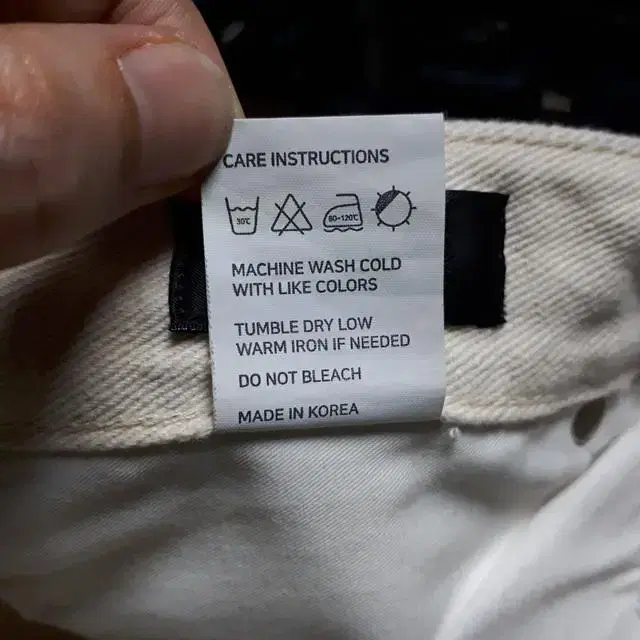 CARE INSTRUCTIONS
30℃ 80~120℃
MACHINE WASH COLD
WITH LIKE COLORS
TUMBLE DRY LOW
WARM IRON IF NEEDED
DO NOT BLEACH
MADE IN KOREA